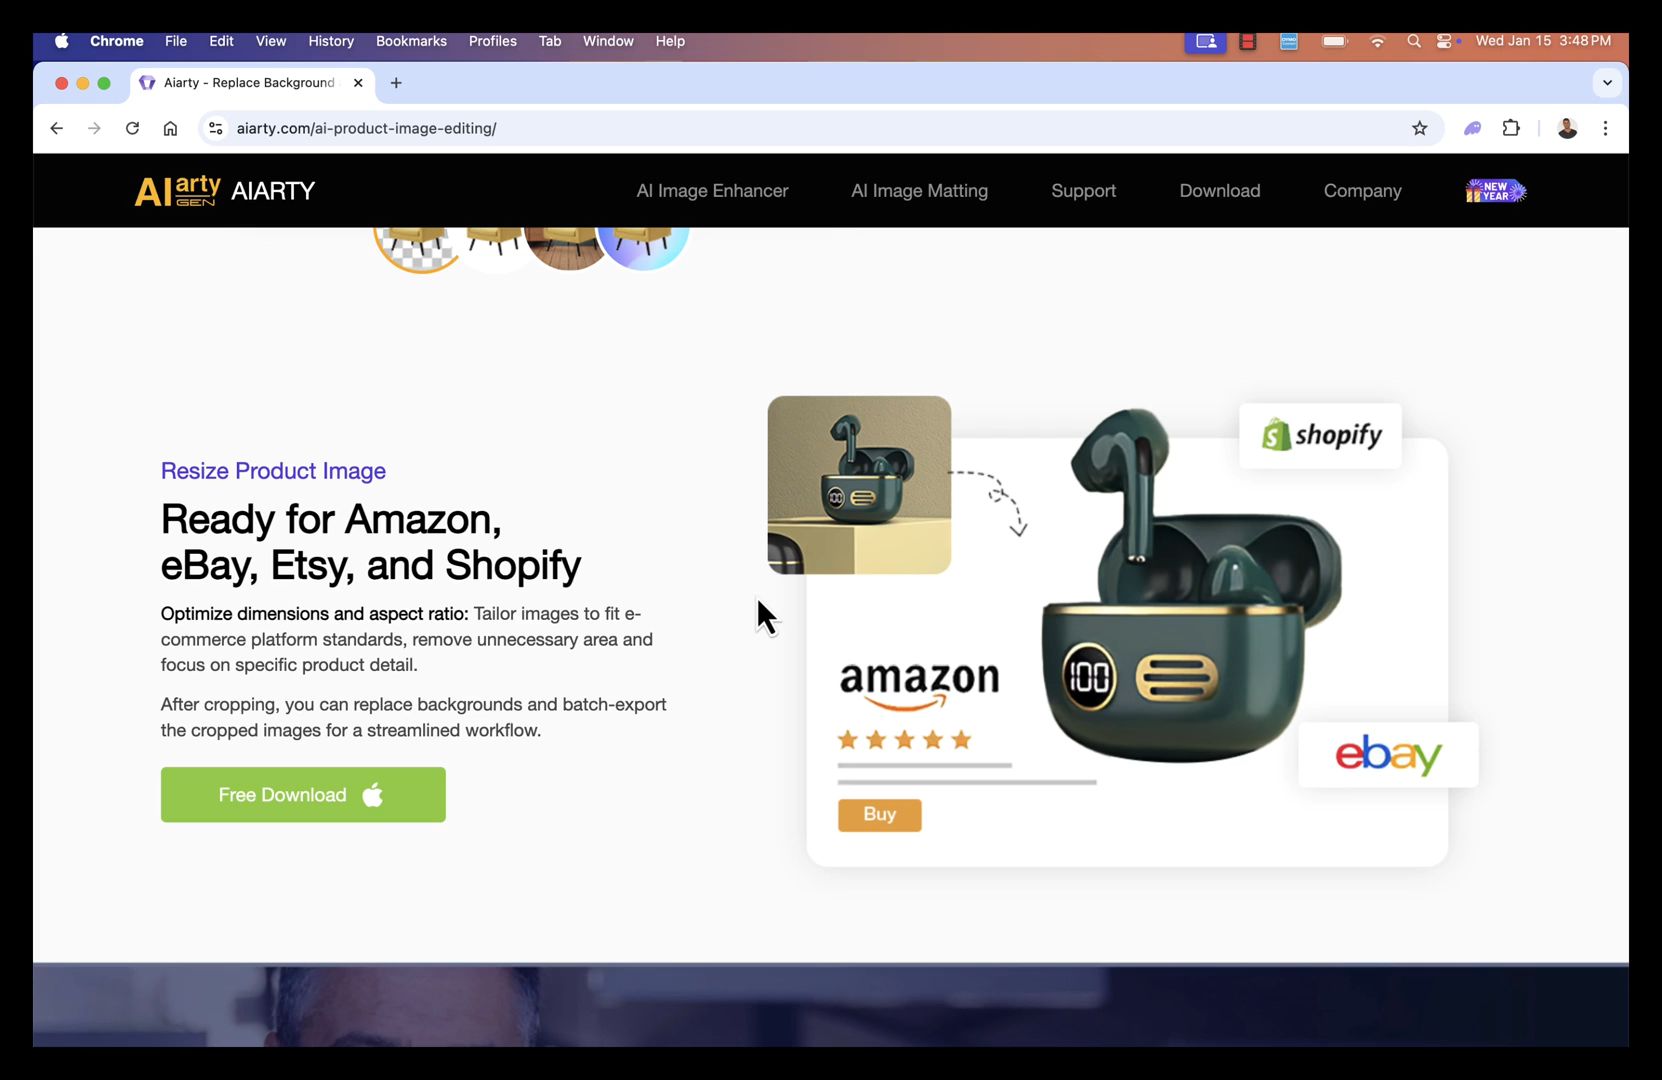 Chrome File Edit View History Bookmarks Profiles Tab Window Help Wed Jan 15 3:48 PM
Aiarty - Replace Background
aiarty.com/ai-product-image-editing/
AI arty GEN AIARTY AI Image Enhancer AI Image Matting Support Download Company NEW YEAR
Resize Product Image
Ready for Amazon,
eBay, Etsy, and Shopify
Optimize dimensions and aspect ratio: Tailor images to fit e-
commerce platform standards, remove unnecessary area and
focus on specific product detail.
After cropping, you can replace backgrounds and batch-export
the cropped images for a streamlined workflow.
Free Download
100
shopify
100
amazon
ebay
Buy